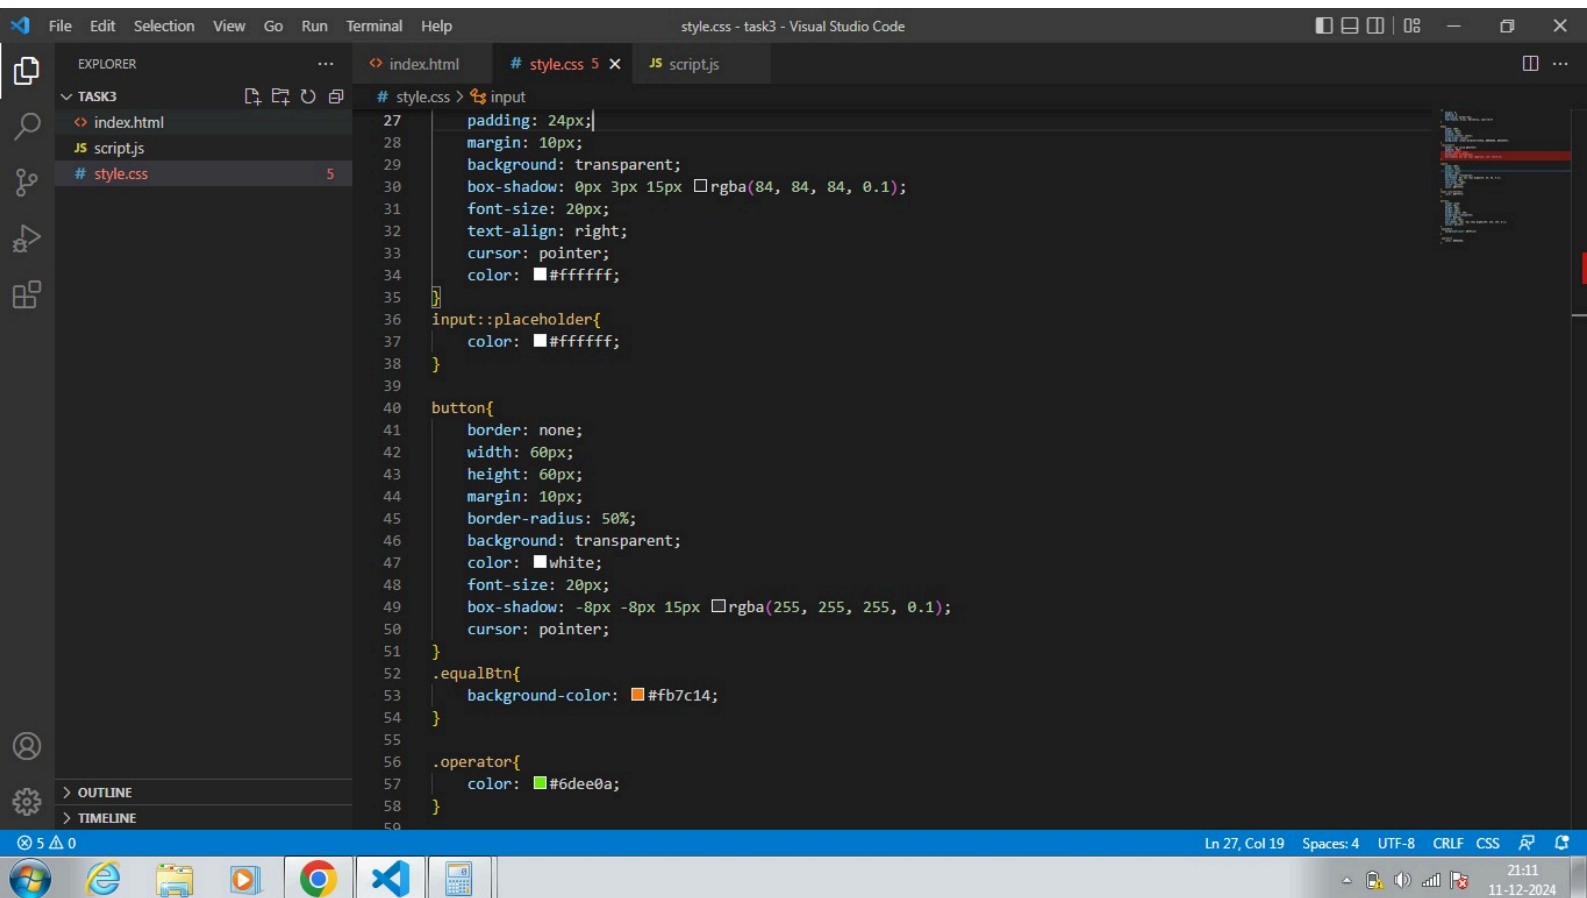 File Edit Selection View Go Run Terminal Help
style.css - task3 - Visual Studio Code
EXPLORER
TASK3
index.html
JS script.js
# style.css 5
OUTLINE
TIMELINE
index.html
# style.css 5
JS script.js
# style.css > input
27 padding: 24px;
28 margin: 10px;
29 background: transparent;
30 box-shadow: 0px 3px 15px rgba(84, 84, 84, 0.1);
31 font-size: 20px;
32 text-align: right;
33 cursor: pointer;
34 color: #ffffff;
35 }
36 input::placeholder{
37 color: #ffffff;
38 }
39
40 button{
41 border: none;
42 width: 60px;
43 height: 60px;
44 margin: 10px;
45 border-radius: 50%;
46 background: transparent;
47 color: white;
48 font-size: 20px;
49 box-shadow: -8px -8px 15px rgba(255, 255, 255, 0.1);
50 cursor: pointer;
51 }
52 .equalBtn{
53 background-color: #fb7c14;
54 }
55
56 .operator{
57 color: #6dee0a;
58 }
59
5 0
Ln 27, Col 19 Spaces: 4 UTF-8 CRLF CSS
21:11
11-12-2024